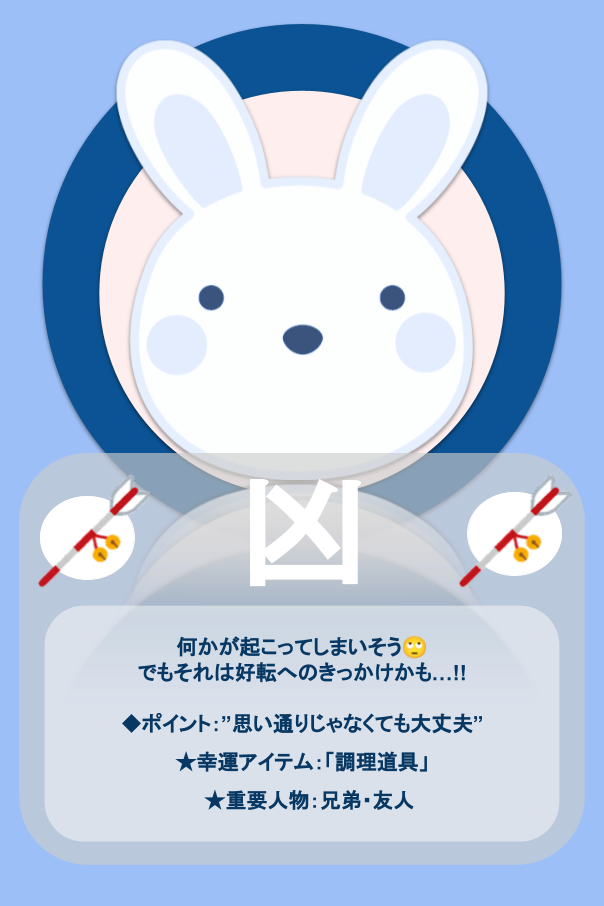 凶
何かが起こってしまいそう🙄
でもそれは好転へのきっかけかも…!!
◆ポイント:”思い通りじゃなくても大丈夫”
★幸運アイテム:「調理道具」
★重要人物:兄弟・友人